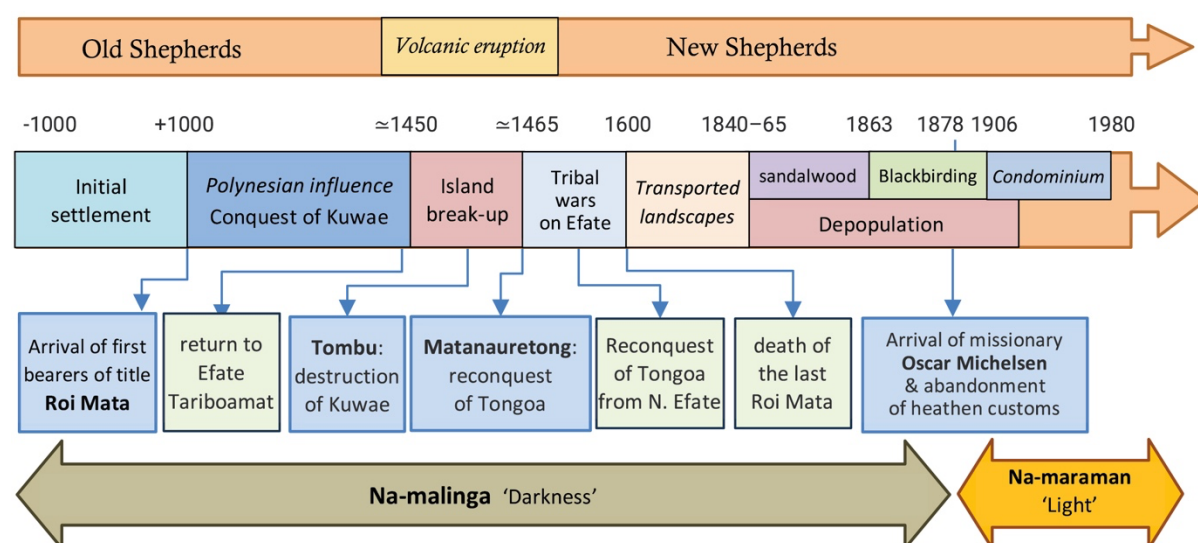 Old Shepherds
Volcanic eruption
New Shepherds
-1000
+1000
≃1450
≃1465
1600
1840–65
1863
1878
1906
1980
Initial
settlement
Polynesian influence
Conquest of Kuwae
Island
break-up
Tribal
wars
on Efate
Transported
landscapes
sandalwood
Blackbirding
Condominium
Depopulation
Arrival of first
bearers of title
Roi Mata
return to
Efate
Tariboamat
Tombu:
destruction
of Kuwae
Matanauretong:
reconquest
of Tongoa
Reconquest
of Tongoa
from N. Efate
death of
the last
Roi Mata
Arrival of missionary
Oscar Michelsen
& abandonment
of heathen customs
Na-malinga ‘Darkness’
Na-maraman
‘Light’